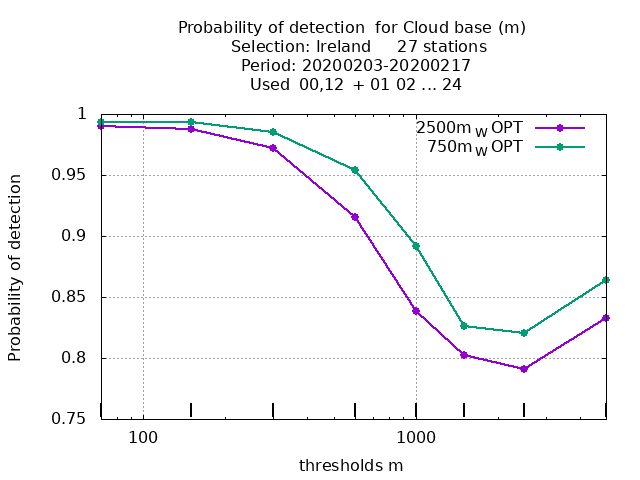 Probability of detection  for Cloud base (m)
Selection: Ireland     27 stations
Period: 20200203-20200217
Used  00,12  + 01 02 ... 24
2500m W OPT
750m W OPT
1
0.95
0.9
0.85
0.8
0.75
Probability of detection
100
1000
thresholds m